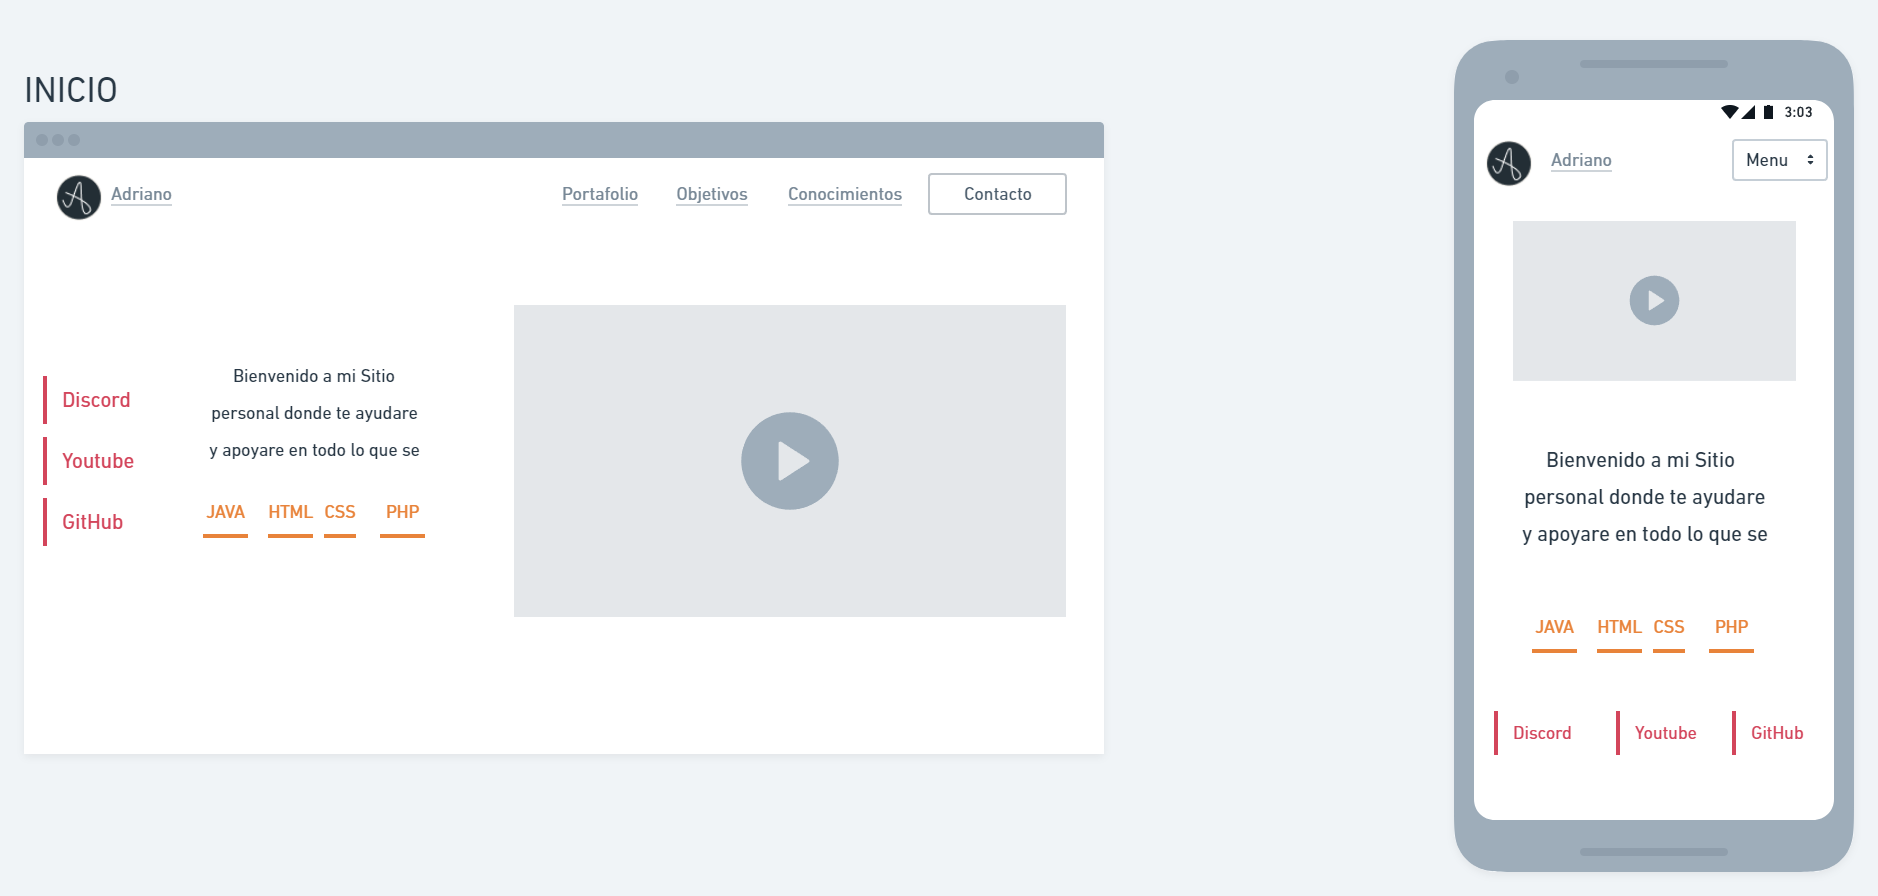 INICIO
Adriano
Portafolio
Objetivos
Conocimientos
Contacto
Discord
Youtube
GitHub
Bienvenido a mi Sitio
personal donde te ayudare
y apoyare en todo lo que se
JAVA
HTML
CSS
PHP
3:03
Adriano
Menu
Bienvenido a mi Sitio
personal donde te ayudare
y apoyare en todo lo que se
JAVA
HTML
CSS
PHP
Discord
Youtube
GitHub